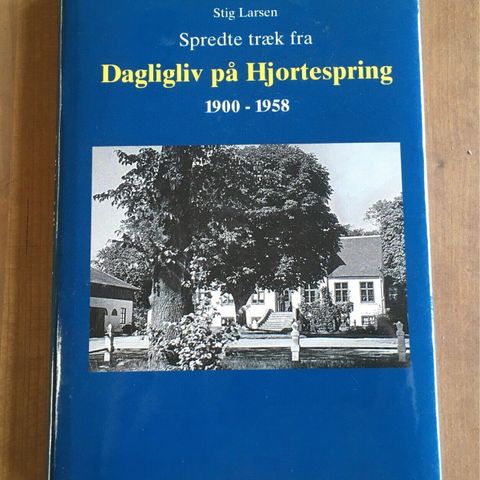 Stig Larsen
Spredte træk fra
Dagligliv på Hjortespring
1900 - 1958